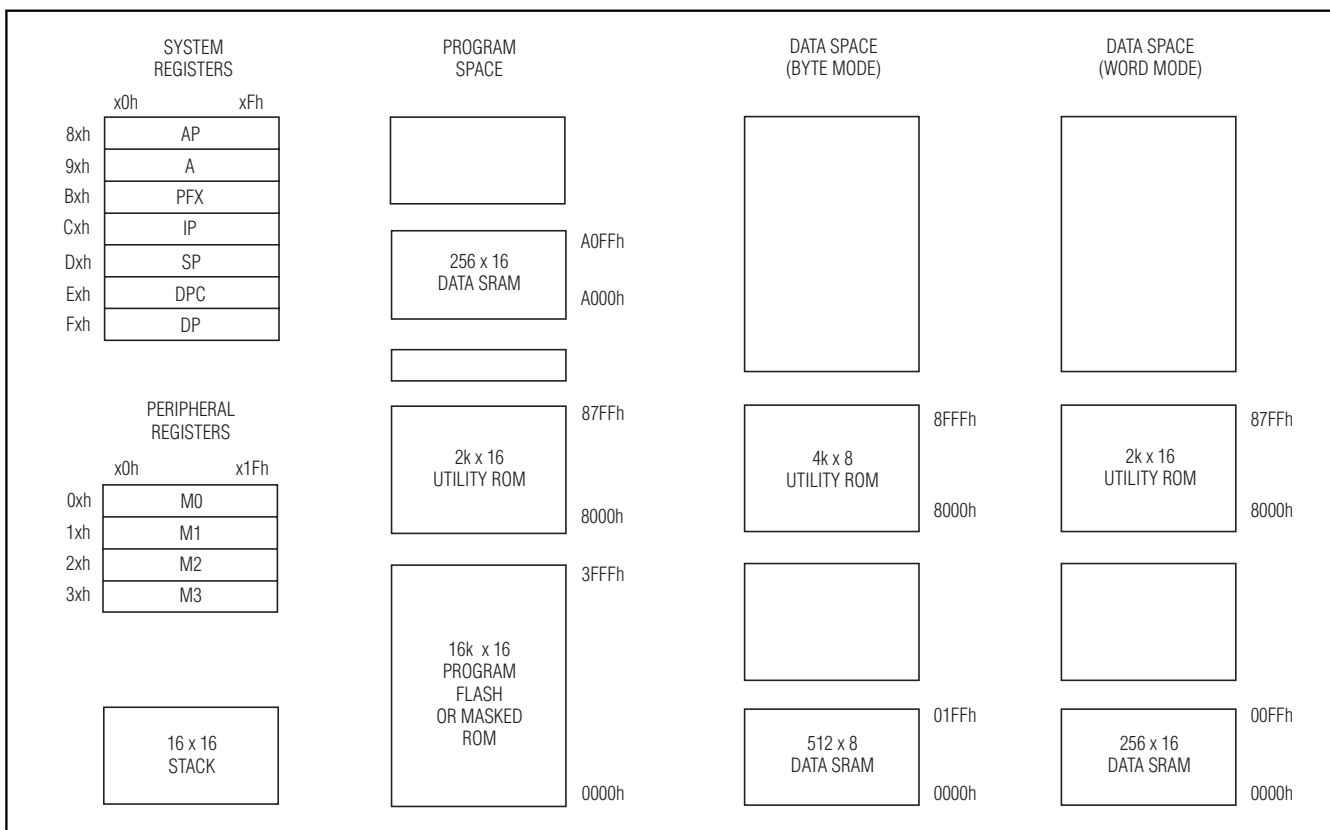 SYSTEM
REGISTERS
x0h xFh
8xh AP
9xh A
Bxh PFX
Cxh IP
Dxh SP
Exh DPC
Fxh DP
PERIPHERAL
REGISTERS
x0h x1Fh
0xh M0
1xh M1
2xh M2
3xh M3
16 x 16
STACK
PROGRAM
SPACE
A0FFh
256 x 16
DATA SRAM
A000h
87FFh
2k x 16
UTILITY ROM
8000h
3FFFh
16k x 16
PROGRAM
FLASH
OR MASKED
ROM
0000h
DATA SPACE
(BYTE MODE)
8FFFh
4k x 8
UTILITY ROM
8000h
01FFh
512 x 8
DATA SRAM
0000h
DATA SPACE
(WORD MODE)
87FFh
2k x 16
UTILITY ROM
8000h
00FFh
256 x 16
DATA SRAM
0000h